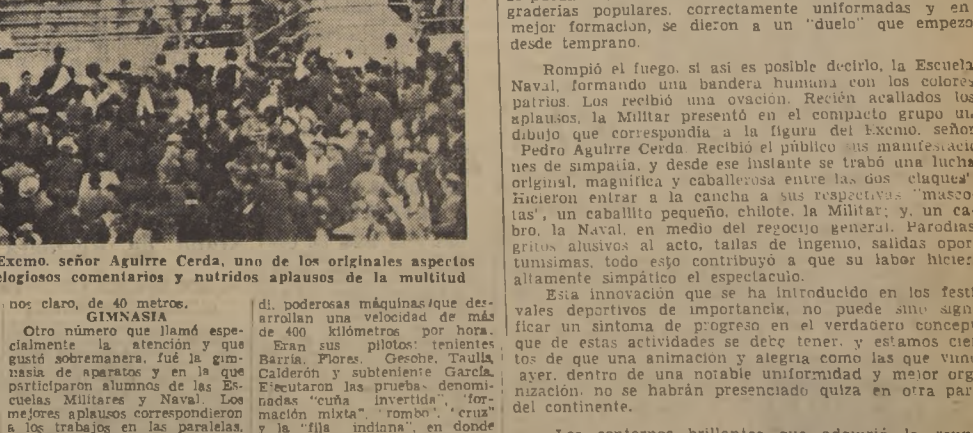 Excmo. señor Aguirre Cerda, uno de los originales aspectos
elogiosos comentarios y nutridos aplausos de la multitud
nos claro, de 40 metros.
GIMNASIA
Otro número que llamó espe-
cialmente la atención y que
gustó sobremanera, fué la gim-
nasia de aparatos y en la que
participaron alumnos de las Es-
cuelas Militares y Naval. Los
mejores aplausos correspondieron
a los trabajos en las paralelas,
di, poderosas máquinas que des-
arrollan una velocidad de más
de 400 kilómetros por hora.
Eran sus pilotos: tenientes
Barría, Flores, Gesche, Taulis,
Calderón y subteniente García.
Ejecutaron las pruebas denomi-
nadas "cuña invertida", "for-
mación mixta", "rombo", "cruz"
y la "fila indiana", en donde
graderías populares, correctamente uniformadas y en
mejor formacion, se dieron a un "duelo" que empezó
desde temprano.
Rompió el fuego, si asi es posible decirlo, la Escuela
Naval, formando una bandera humana con los colores
patrios. Los recibió una ovación. Recién acallados los
aplausos, la Militar presentó en el compacto grupo un
dibujo que correspondía a la figura del Excmo. señor
Pedro Aguirre Cerda. Recibió el público sus manifestacio
nes de simpatía, y desde ese instante se trabó una lucha
original, magnífica y caballerosa entre las dos "claques"
Hicieron entrar a la cancha a sus respectivas "masco
tas", un caballito pequeño, chilote, la Militar; y, un ca
bro, la Naval, en medio del regocijo general. Parodias
gritos alusivos al acto, tallas de ingenio, salidas opor
tunísimas, todo esto contribuyó a que su labor hicier
altamente simpático el espectaculo.
Esta innovación que se ha introducido en los festi
vales deportivos de importancia, no puede sino signi
ficar un síntoma de progreso en el verdadero concep
que de estas actividades se debe tener, y estamos cier
tos de que una animación y alegria como las que vim
ayer, dentro de una notable uniformidad y mejor org
nización, no se habrán presenciado quiza en otra par
del continente.